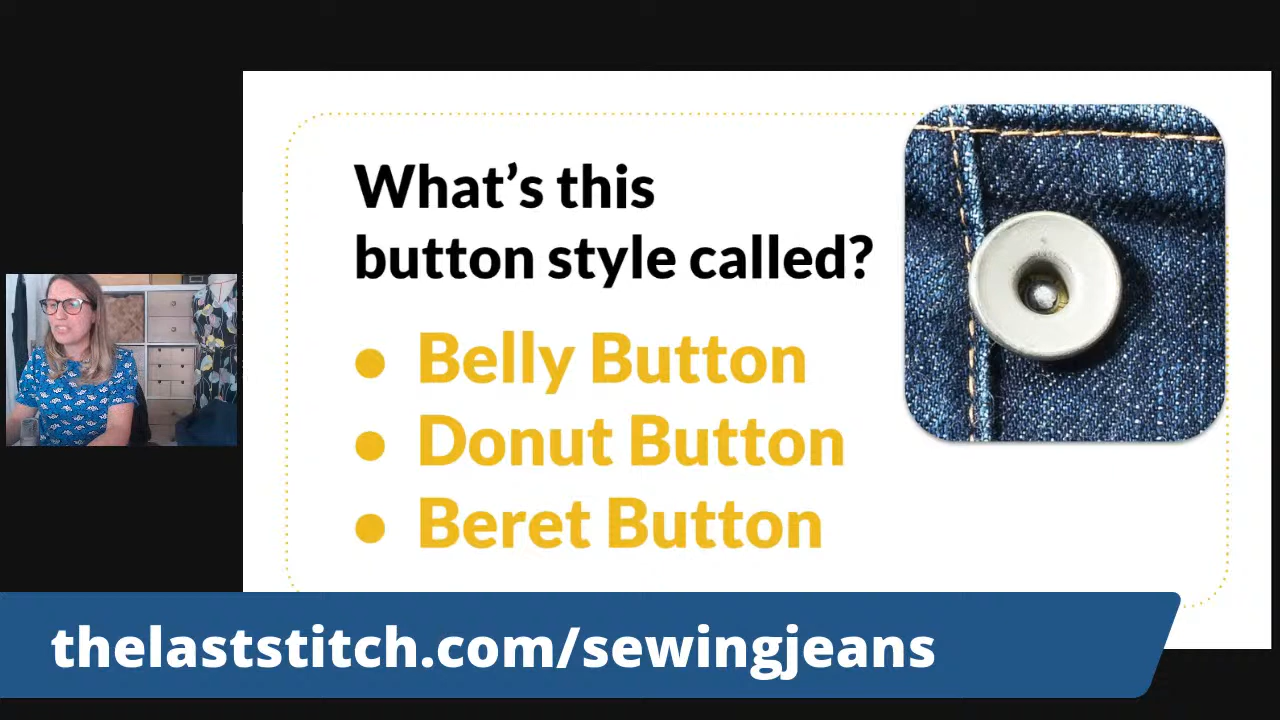 What’s this
button style called?
● Belly Button
● Donut Button
● Beret Button
thelaststitch.com/sewingjeans